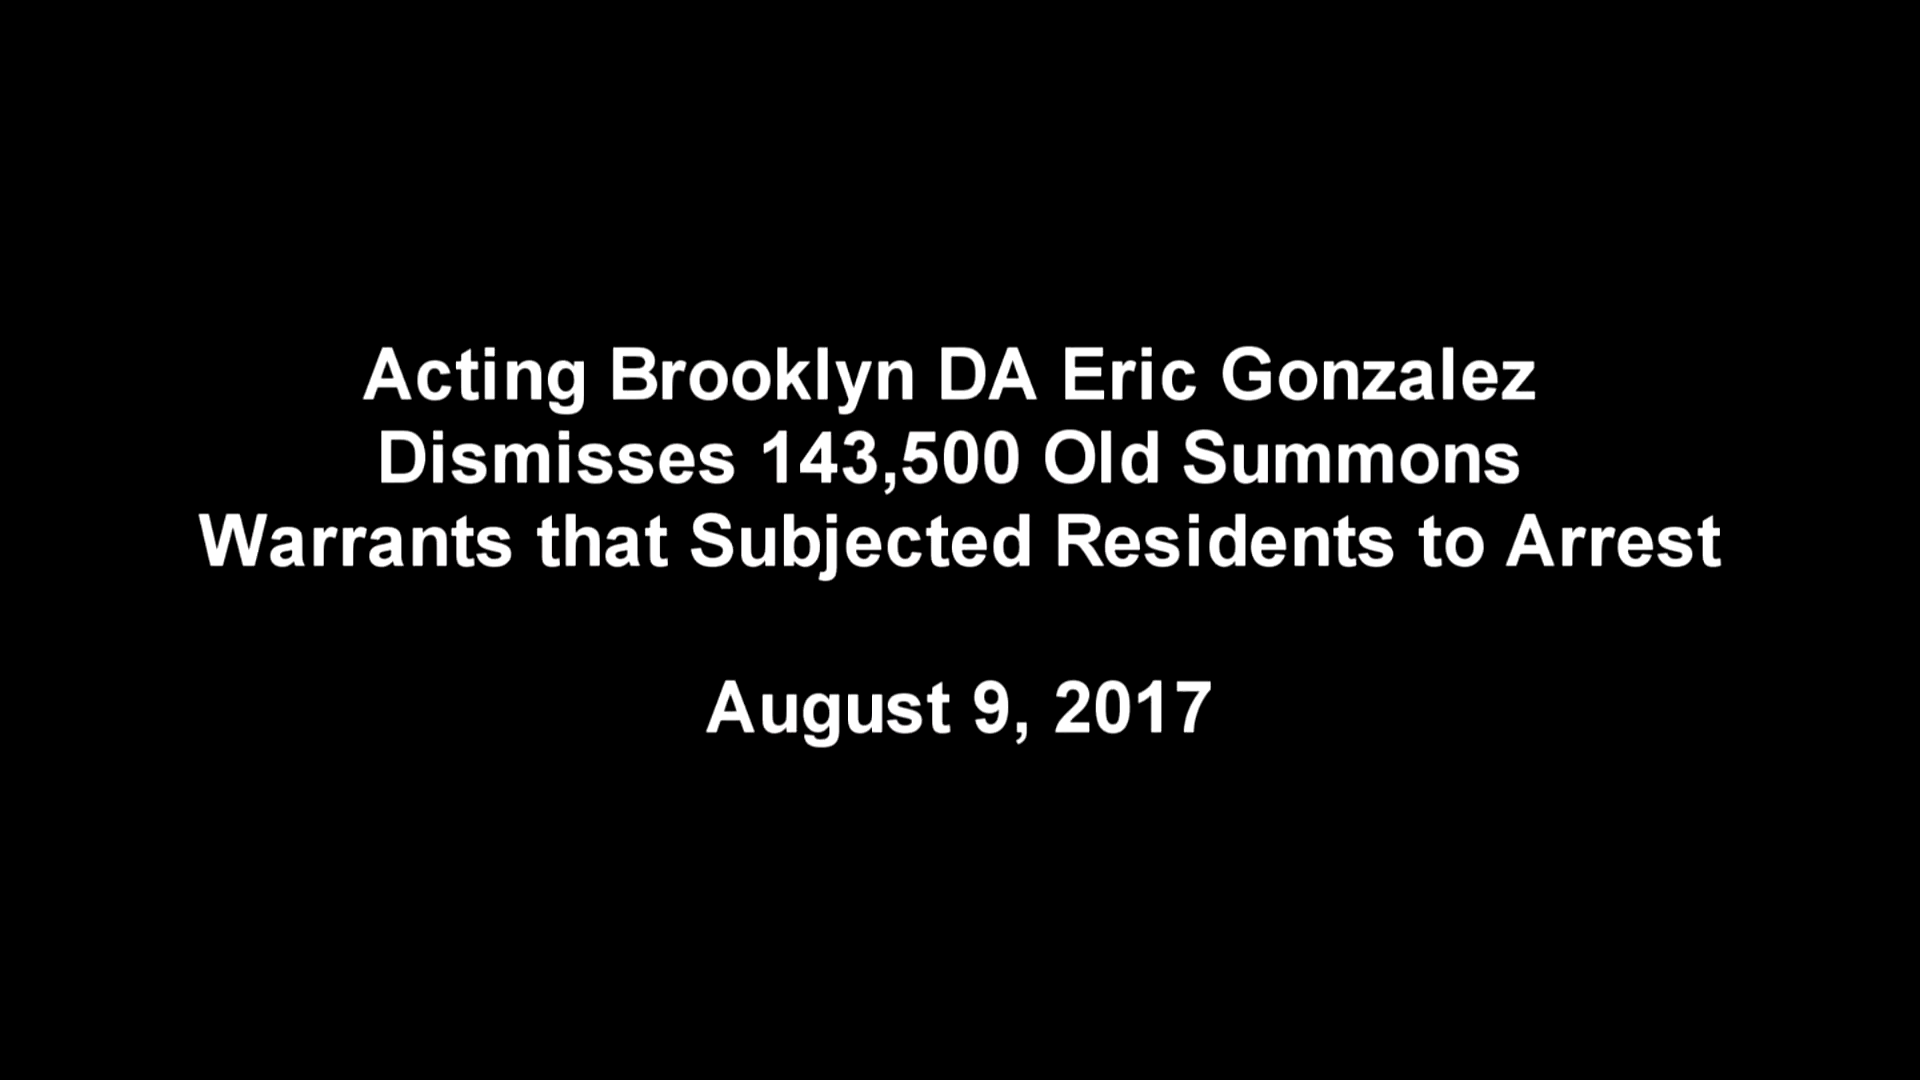 Acting Brooklyn DA Eric Gonzalez
Dismisses 143,500 Old Summons
Warrants that Subjected Residents to Arrest
August 9, 2017